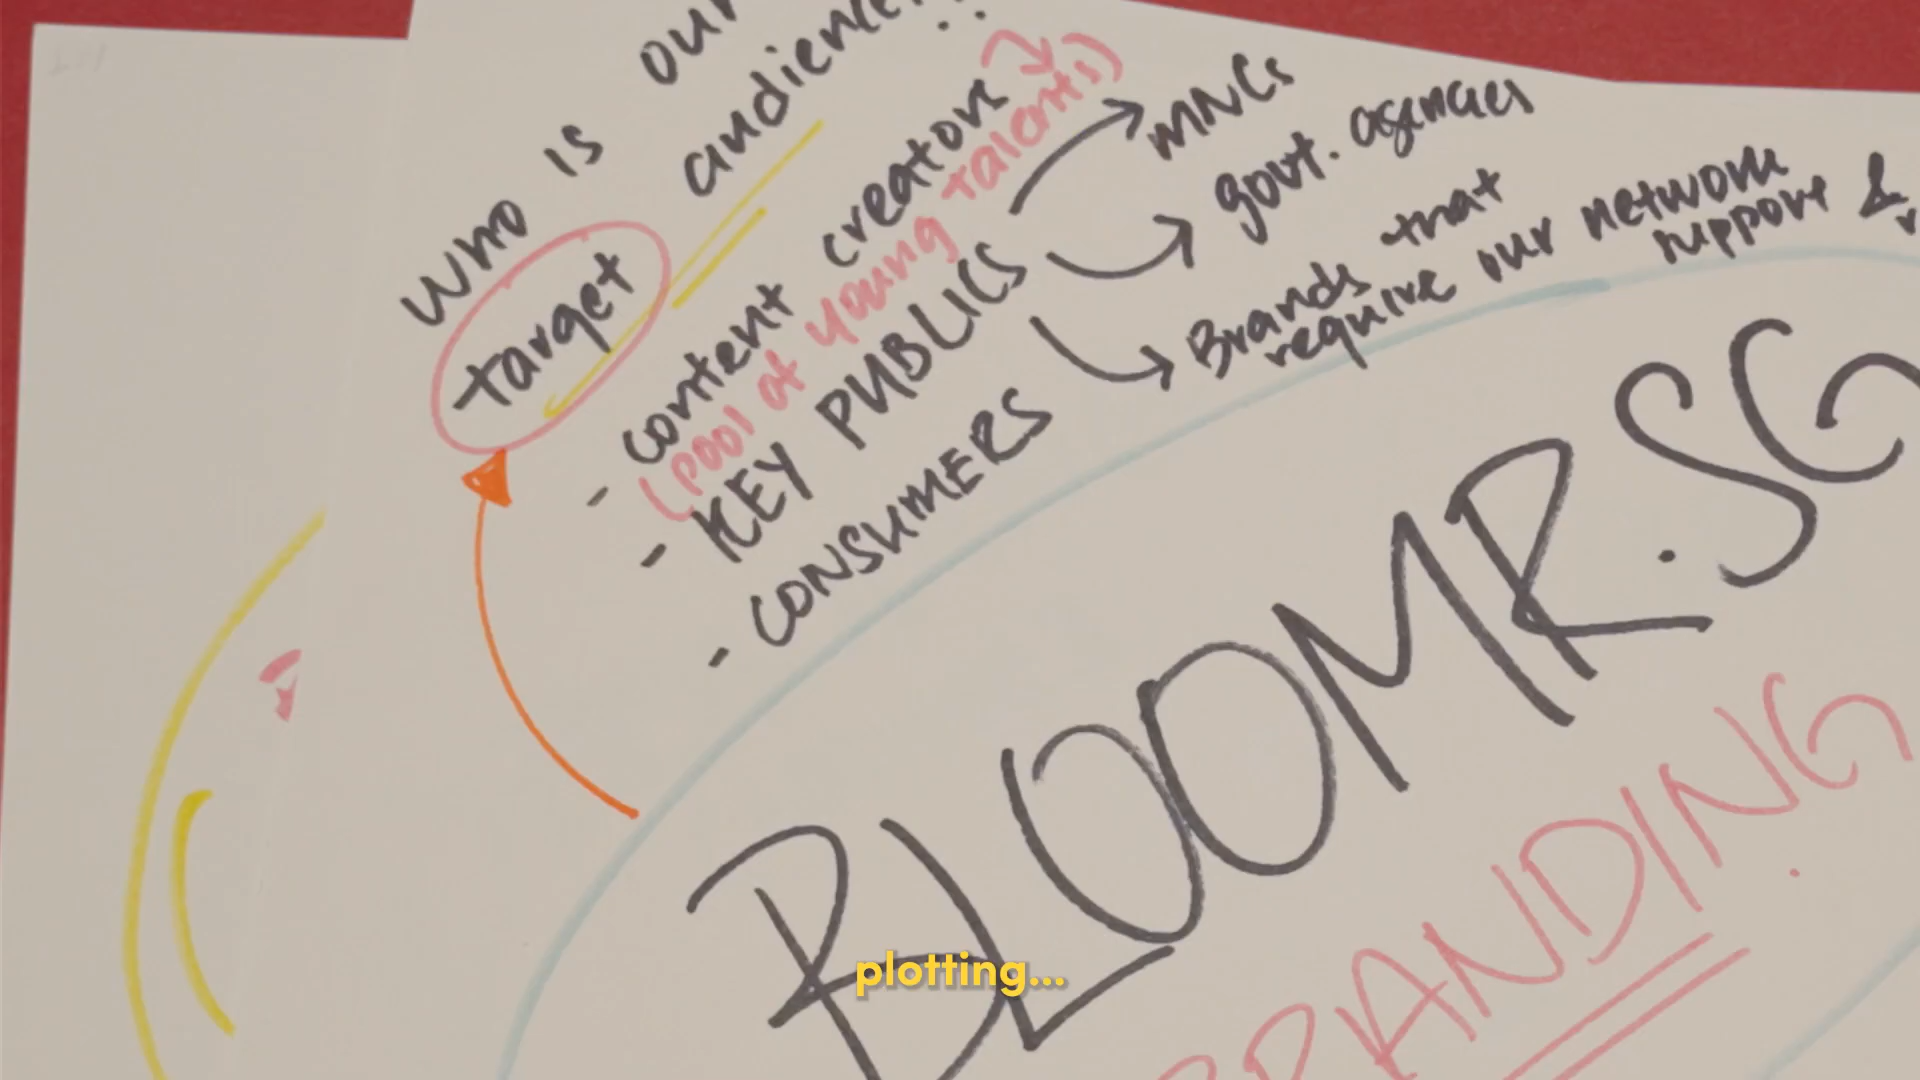 who is our
target audience??
- content creators
(pool of young talents)
- KEY PUBLICS
MNCs
govt. agencies
Brands that
require our network
support &
- CONSUMERS
BLOOMR.SG
BRANDING
plotting...